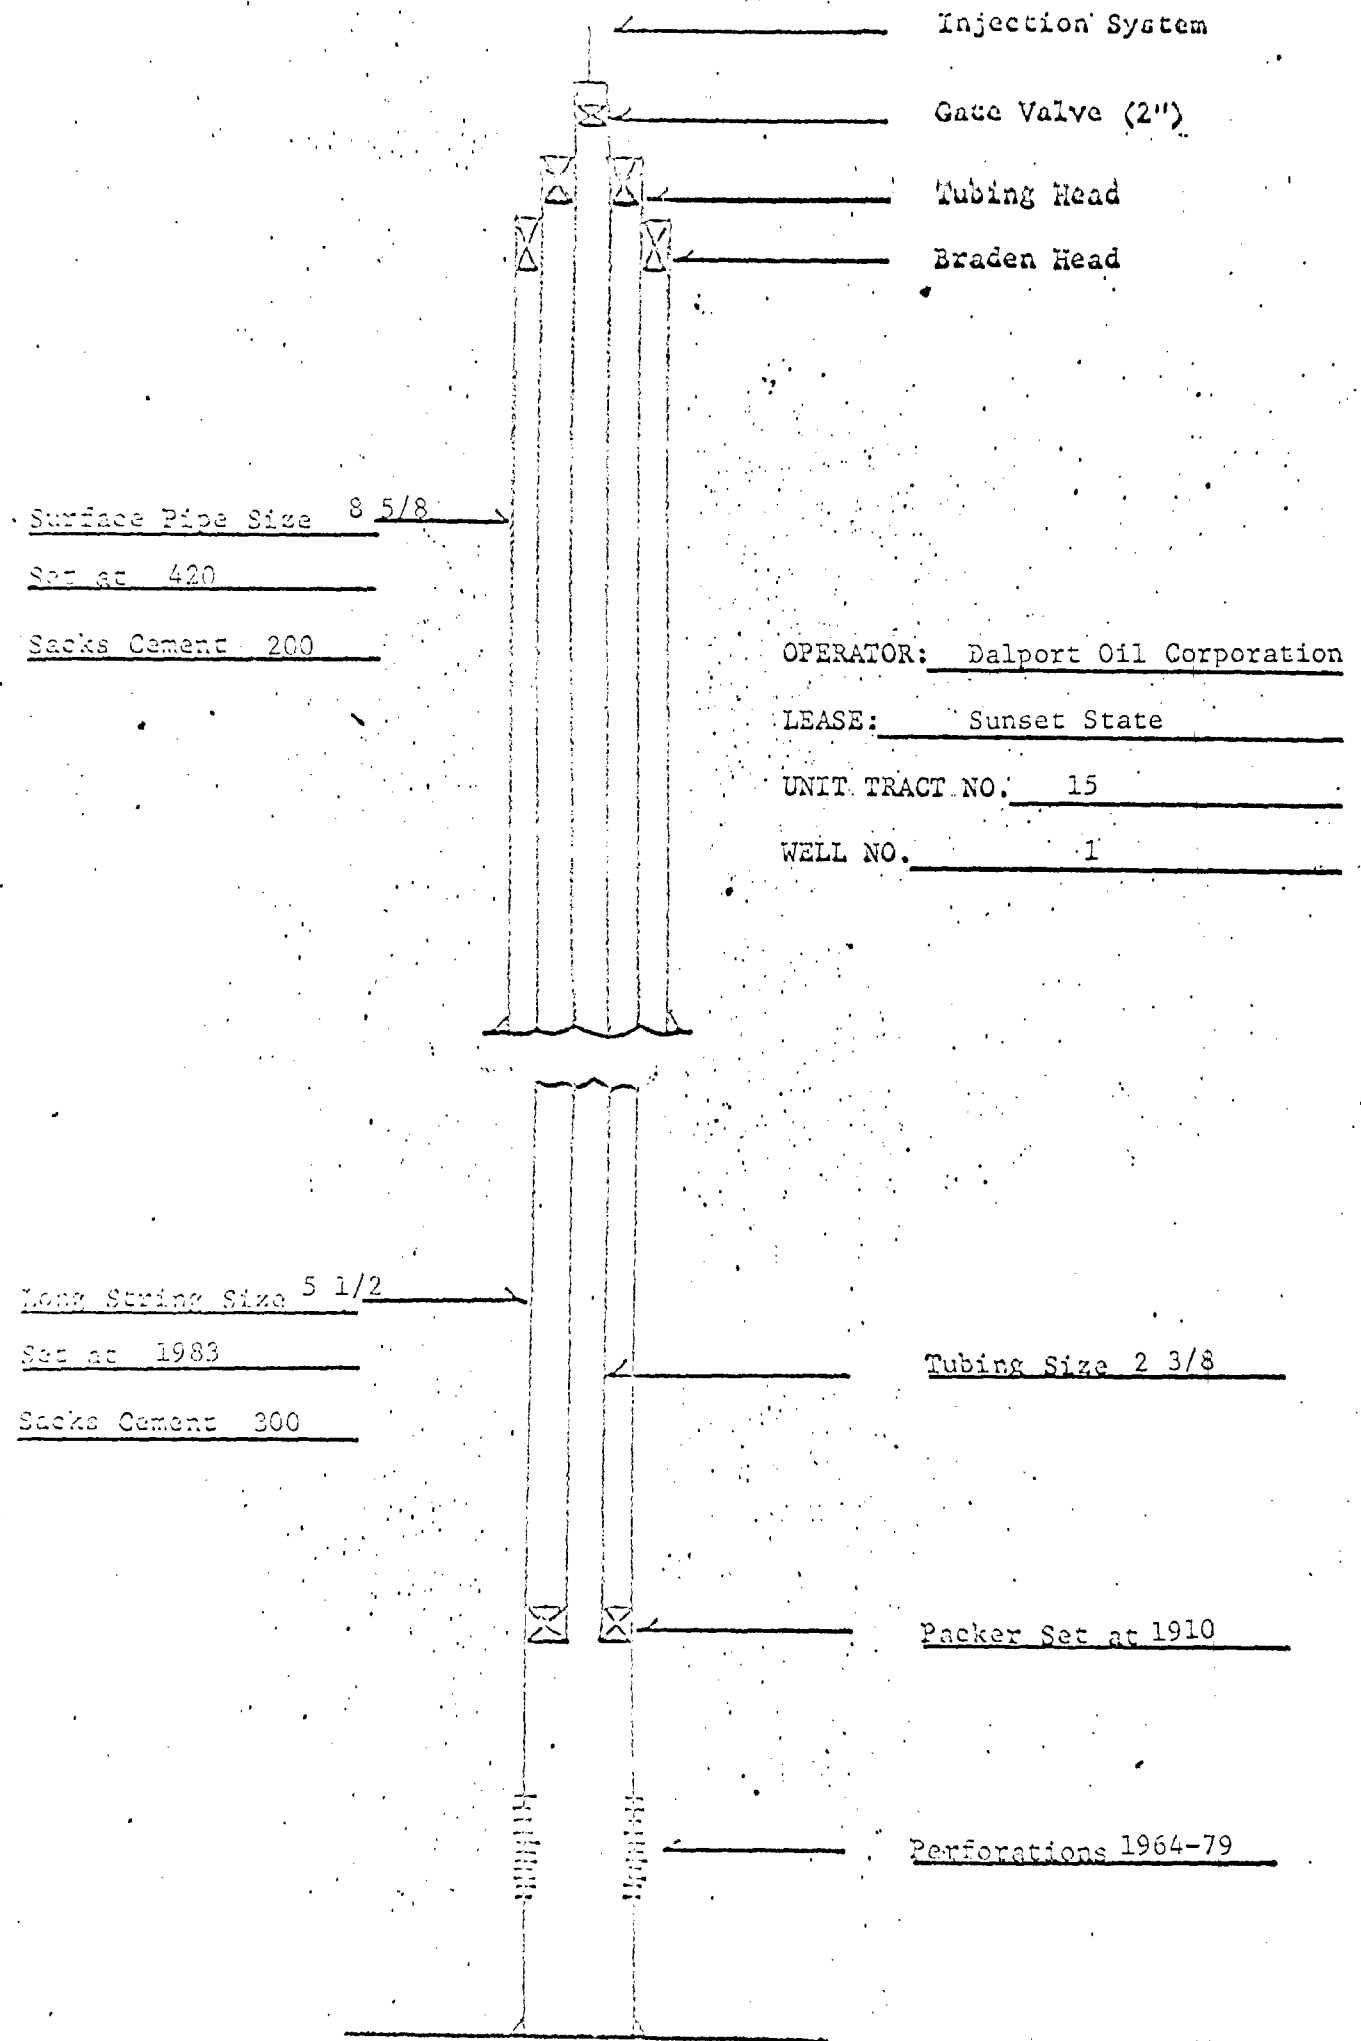 Injection System
Gate Valve (2")
Tubing Head
Braden Head
Surface Pipe Size 8 5/8
Set at 420
Sacks Cement 200
OPERATOR: Dalport Oil Corporation
LEASE: Sunset State
UNIT TRACT NO. 15
WELL NO. 1
Long String Size 5 1/2
Set at 1983
Sacks Cement 300
Tubing Size 2 3/8
Packer Set at 1910
Perforations 1964-79